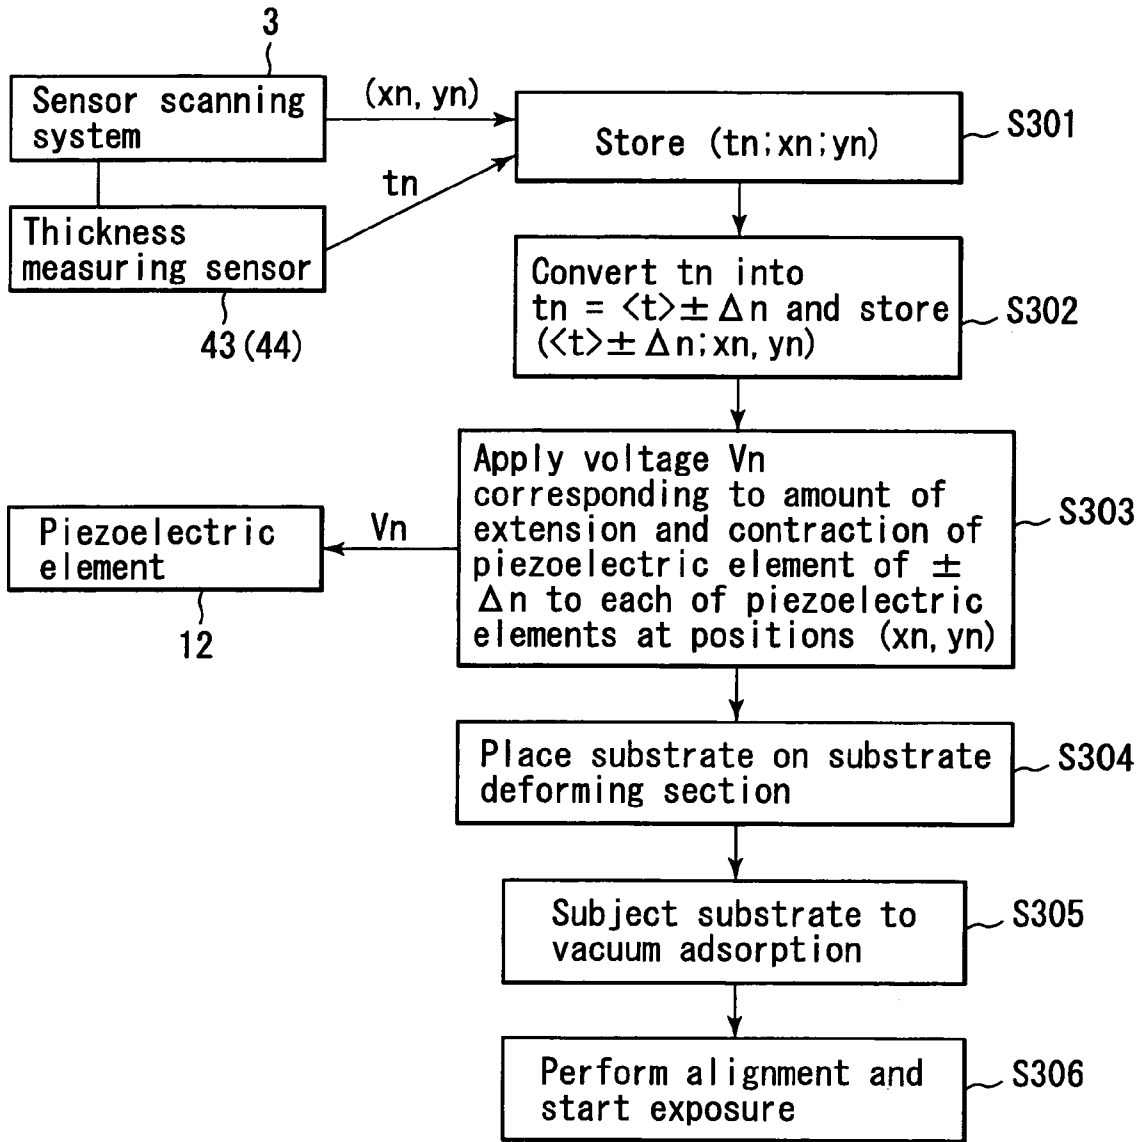 3
Sensor scanning
system
(xn, yn)
Store (tn;xn;yn)
S301
tn
Thickness
measuring sensor
43(44)
Convert tn into
tn = <t>± Δn and store
(<t>± Δn;xn, yn)
S302
Apply voltage Vn
corresponding to amount of
extension and contraction of
piezoelectric element of ±
Δn to each of piezoelectric
elements at positions (xn, yn)
S303
Vn
Piezoelectric
element
12
Place substrate on substrate
deforming section
S304
Subject substrate to
vacuum adsorption
S305
Perform alignment and
start exposure
S306